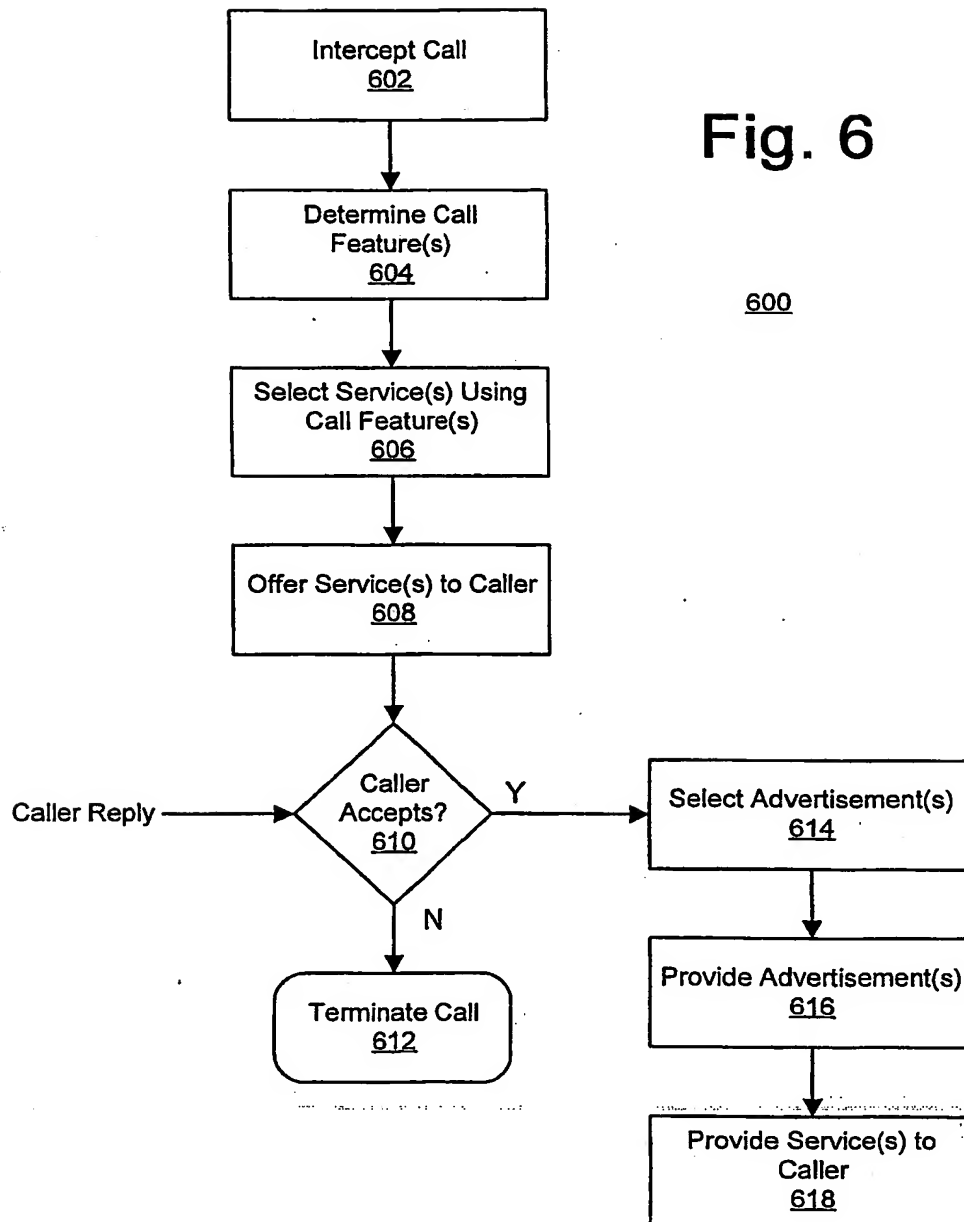 Intercept Call
602
Fig. 6
Determine Call
Feature(s)
604
600
Select Service(s) Using
Call Feature(s)
606
Offer Service(s) to Caller
608
Caller Reply
Caller
Accepts?
610
Y
N
Select Advertisement(s)
614
Terminate Call
612
Provide Advertisement(s)
616
Provide Service(s) to
Caller
618